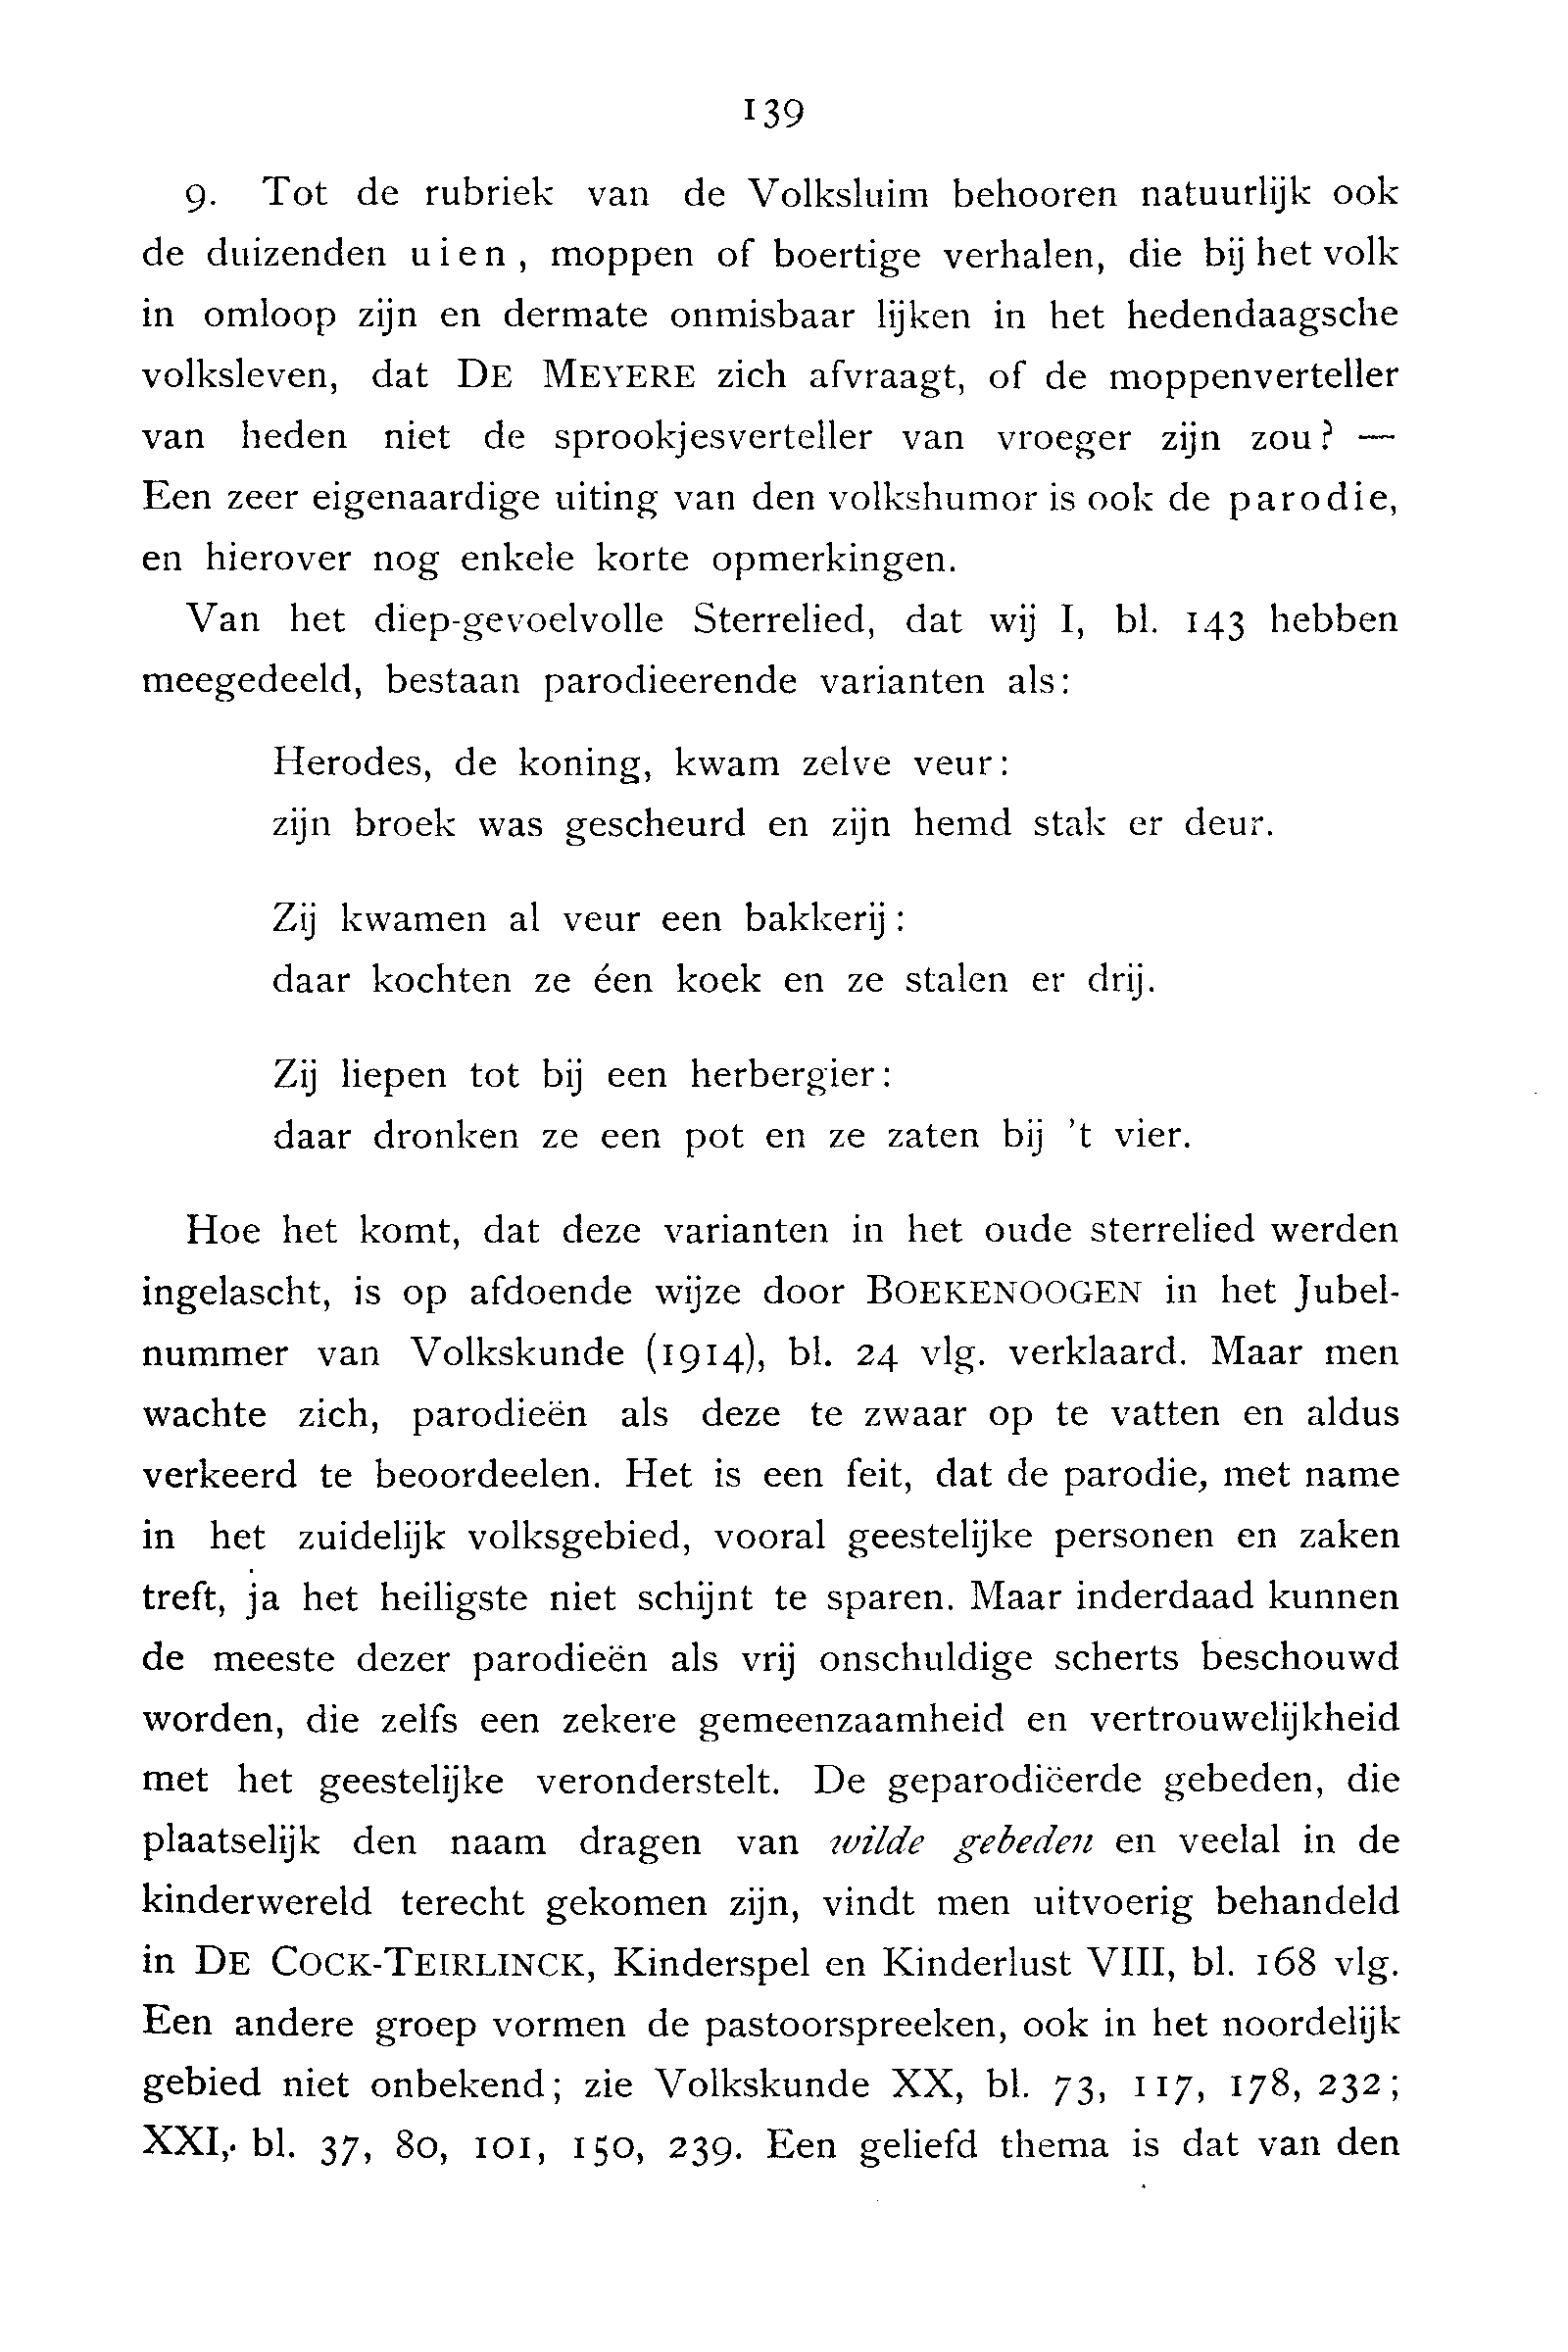 139
9. Tot de rubriek van de Volksluim behooren natuurlijk ook
de duizenden uien, moppen of boertige verhalen, die bij het volk
in omloop zijn en dermate onmisbaar lijken in het hedendaagsche
volksleven, dat DE MEYERE zich afvraagt, of de moppenverteller
van heden niet de sprookjesverteller van vroeger zijn zou? —
Een zeer eigenaardige uiting van den volkshumor is ook de parodie,
en hierover nog enkele korte opmerkingen.
Van het diep-gevoelvolle Sterrelied, dat wij I, bl. 143 hebben
meegedeeld, bestaan parodieerende varianten als:
Herodes, de koning, kwam zelve veur:
zijn broek was gescheurd en zijn hemd stak er deur.
Zij kwamen al veur een bakkerij:
daar kochten ze één koek en ze stalen er drij.
Zij liepen tot bij een herbergier:
daar dronken ze een pot en ze zaten bij 't vier.
Hoe het komt, dat deze varianten in het oude sterrelied werden
ingelascht, is op afdoende wijze door BOEKENOOGEN in het Jubel-
nummer van Volkskunde (1914), bl. 24 vlg. verklaard. Maar men
wachte zich, parodieën als deze te zwaar op te vatten en aldus
verkeerd te beoordeelen. Het is een feit, dat de parodie, met name
in het zuidelijk volksgebied, vooral geestelijke personen en zaken
treft, ja het heiligste niet schijnt te sparen. Maar inderdaad kunnen
de meeste dezer parodieën als vrij onschuldige scherts beschouwd
worden, die zelfs een zekere gemeenzaamheid en vertrouwelijkheid
met het geestelijke veronderstelt. De geparodiëerde gebeden, die
plaatselijk den naam dragen van wilde gebeden en veelal in de
kinderwereld terecht gekomen zijn, vindt men uitvoerig behandeld
in DE COCK-TEIRLINCK, Kinderspel en Kinderlust VIII, bl. 168 vlg.
Een andere groep vormen de pastoorspreeken, ook in het noordelijk
gebied niet onbekend; zie Volkskunde XX, bl. 73, 117, 178, 232;
XXI, bl. 37, 80, 101, 150, 239. Een geliefd thema is dat van den